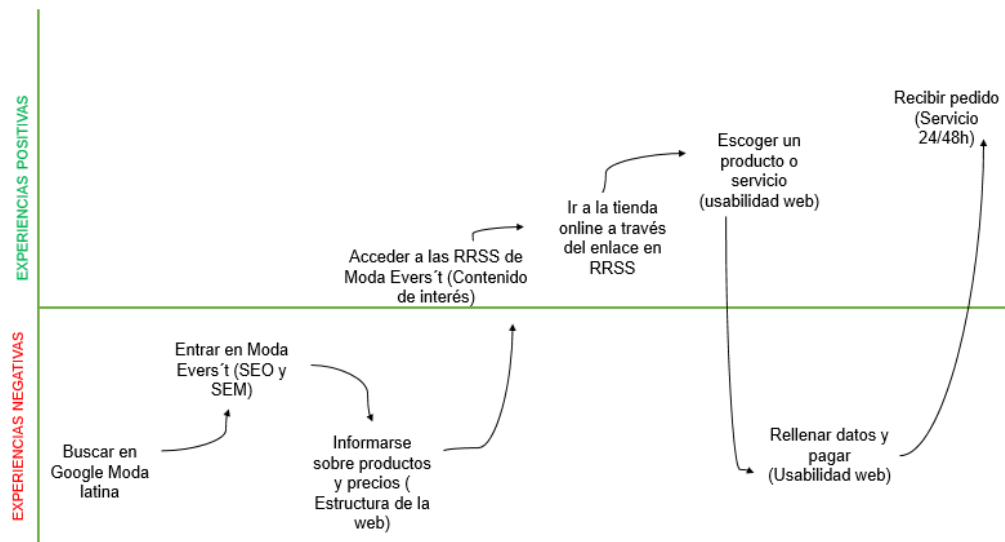 EXPERIENCIAS POSITIVAS
EXPERIENCIAS NEGATIVAS
Buscar en
Google Moda
latina
Entrar en Moda
Evers´t (SEO y
SEM)
Informarse
sobre productos
y precios (
Estructura de la
web)
Acceder a las RRSS de
Moda Evers´t (Contenido
de interés)
Ir a la tienda
online a través
del enlace en
RRSS
Escoger un
producto o
servicio
(usabilidad web)
Rellenar datos y
pagar
(Usabilidad web)
Recibir pedido
(Servicio
24/48h)